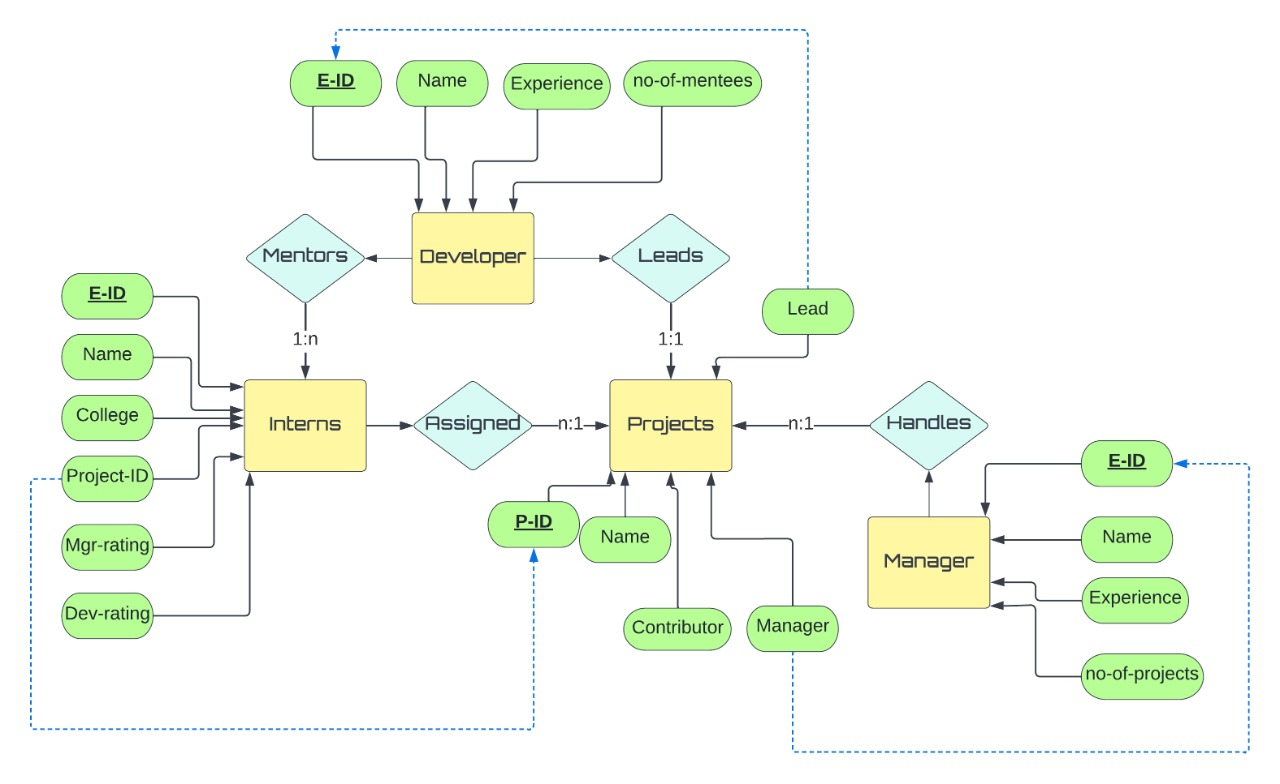 E-ID
Name
Experience
no-of-mentees
Mentors
Developer
Leads
E-ID
Lead
1:n
1:1
Name
College
Interns
Assigned
n:1
Projects
n:1
Handles
Project-ID
E-ID
P-ID
Name
Name
Mgr-rating
Manager
Experience
Dev-rating
Contributor
Manager
no-of-projects